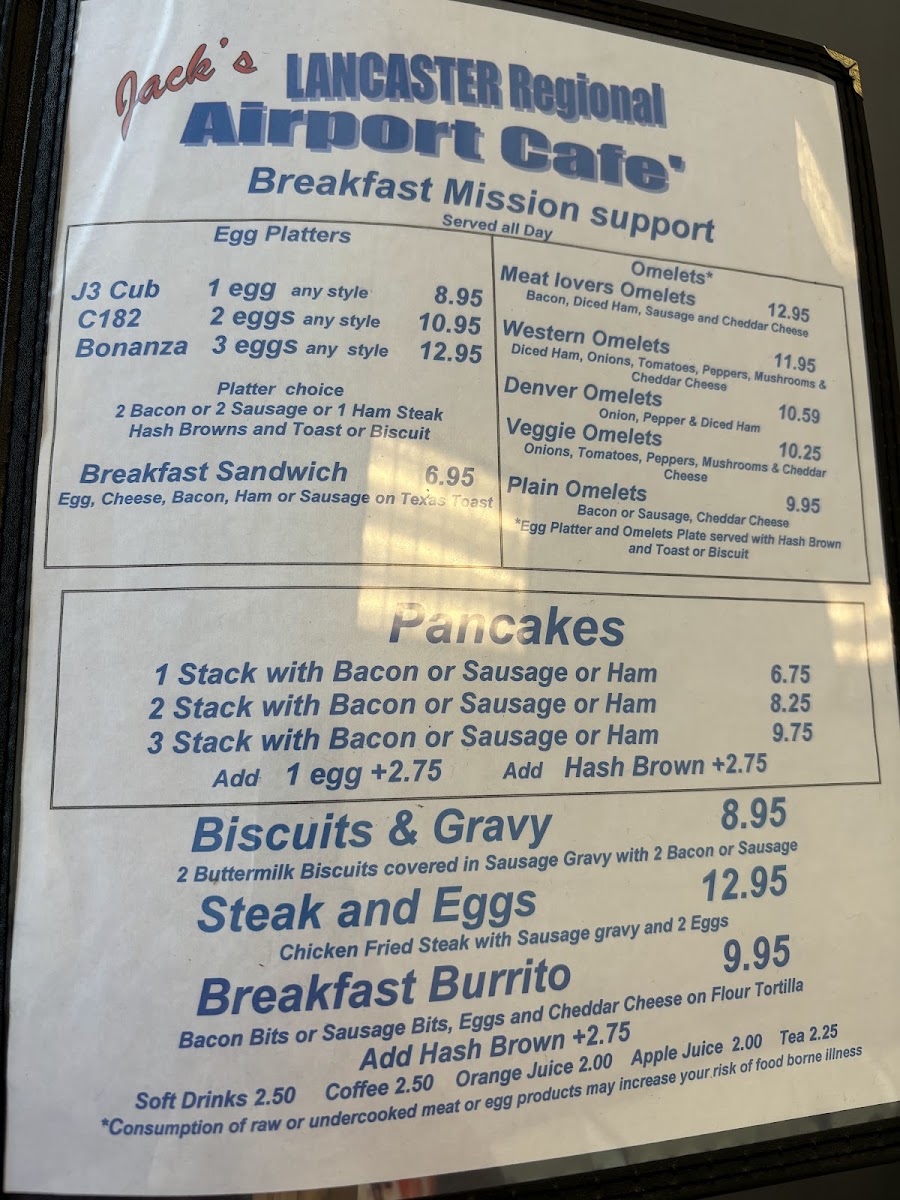 Jack's
LANCASTER Regional
Airport Cafe'
Breakfast Mission support
Served all Day
Egg Platters
J3 Cub 1 egg any style 8.95
C182 2 eggs any style 10.95
Bonanza 3 eggs any style 12.95
Platter choice
2 Bacon or 2 Sausage or 1 Ham Steak
Hash Browns and Toast or Biscuit
Breakfast Sandwich 6.95
Egg, Cheese, Bacon, Ham or Sausage on Texas Toast
Omelets*
Meat lovers Omelets 12.95
Bacon, Diced Ham, Sausage and Cheddar Cheese
Western Omelets 11.95
Diced Ham, Onions, Tomatoes, Peppers, Mushrooms &
Cheddar Cheese
Denver Omelets 10.59
Onion, Pepper & Diced Ham
Veggie Omelets 10.25
Onions, Tomatoes, Peppers, Mushrooms & Cheddar
Cheese
Plain Omelets 9.95
Bacon or Sausage, Cheddar Cheese
*Egg Platter and Omelets Plate served with Hash Brown
and Toast or Biscuit
Pancakes
1 Stack with Bacon or Sausage or Ham 6.75
2 Stack with Bacon or Sausage or Ham 8.25
3 Stack with Bacon or Sausage or Ham 9.75
Add 1 egg +2.75 Add Hash Brown +2.75
Biscuits & Gravy 8.95
2 Buttermilk Biscuits covered in Sausage Gravy with 2 Bacon or Sausage
Steak and Eggs 12.95
Chicken Fried Steak with Sausage gravy and 2 Eggs
Breakfast Burrito 9.95
Bacon Bits or Sausage Bits, Eggs and Cheddar Cheese on Flour Tortilla
Add Hash Brown +2.75
Soft Drinks 2.50 Coffee 2.50 Orange Juice 2.00 Apple Juice 2.00 Tea 2.25
*Consumption of raw or undercooked meat or egg products may increase your risk of food borne illness